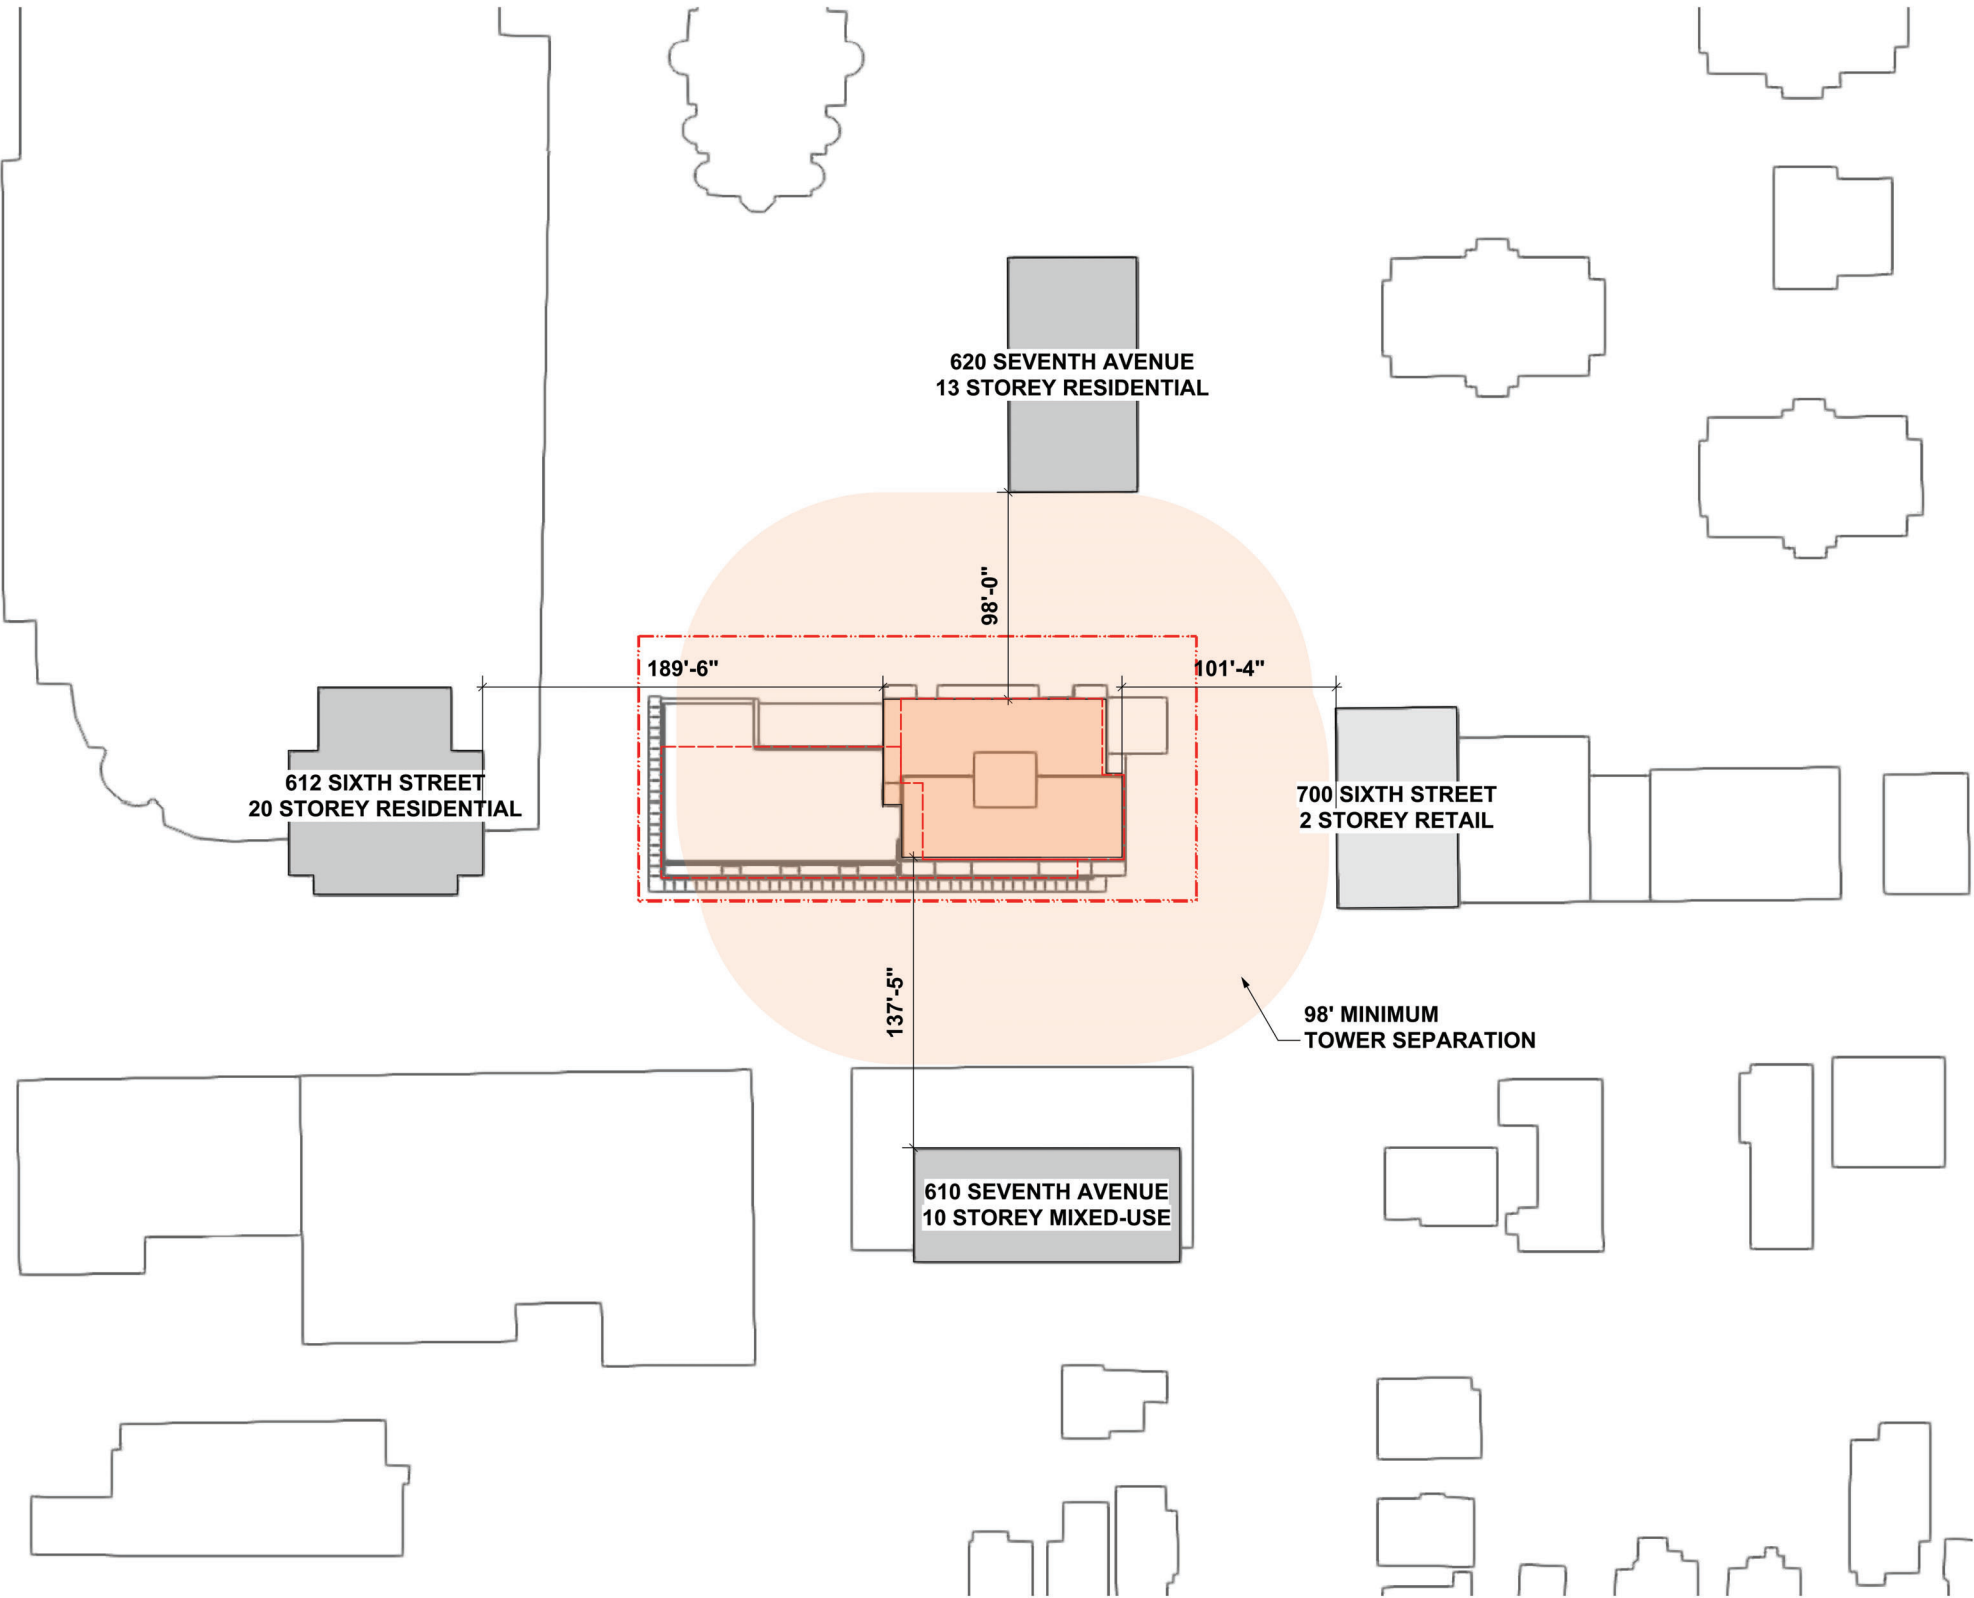 620 SEVENTH AVENUE
13 STOREY RESIDENTIAL
98'-0"
189'-6"
101'-4"
612 SIXTH STREET
20 STOREY RESIDENTIAL
700 SIXTH STREET
2 STOREY RETAIL
137'-5"
98' MINIMUM
TOWER SEPARATION
610 SEVENTH AVENUE
10 STOREY MIXED-USE